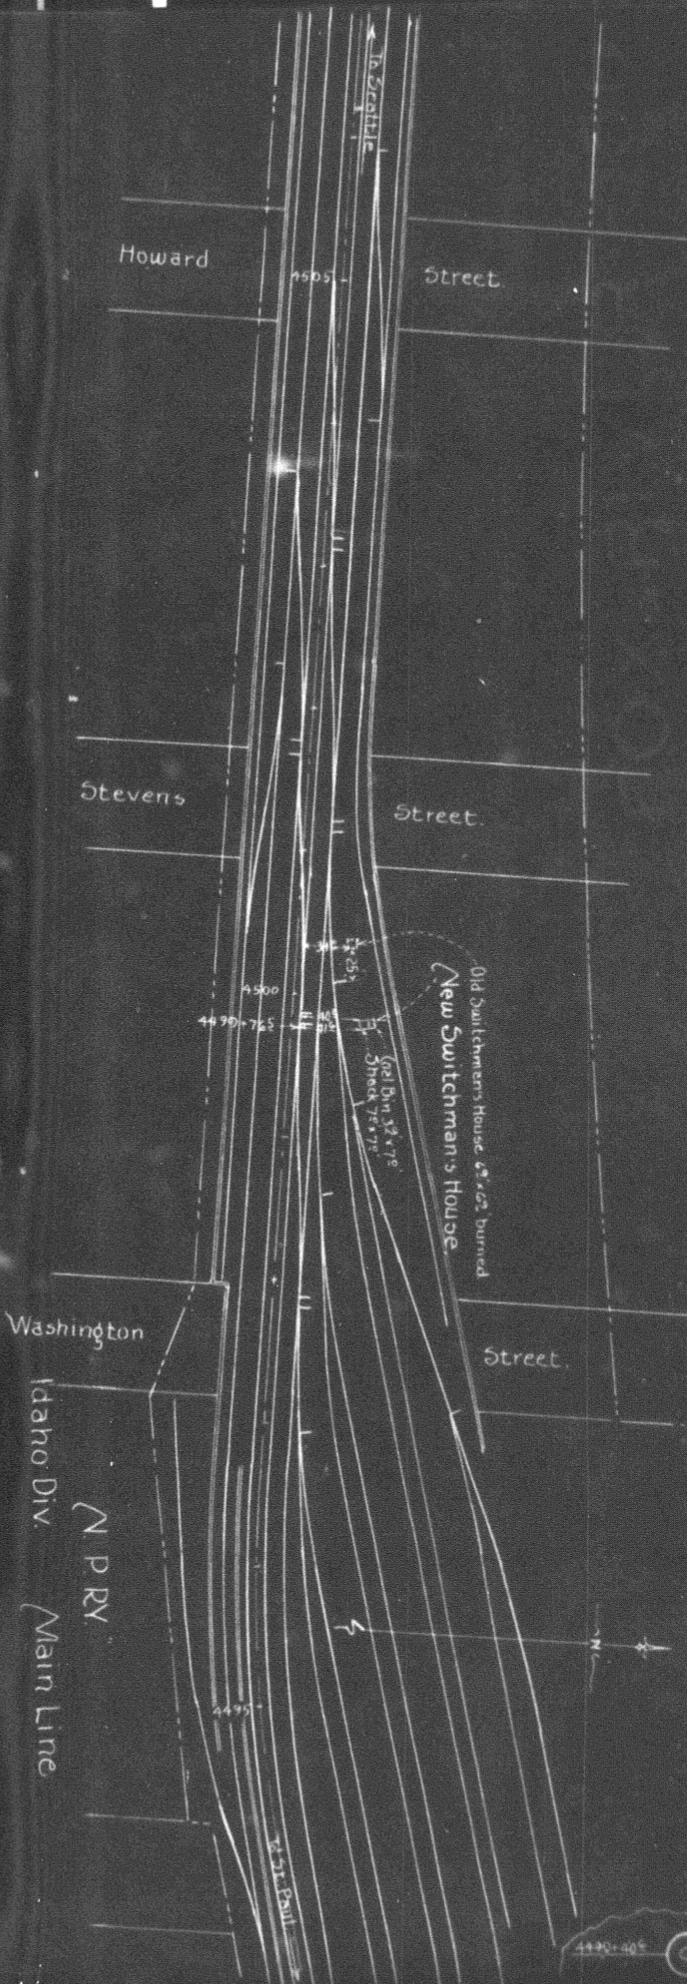 To Seattle
Howard Street.
4505
Stevens Street.
4500
Old Switchman's House burned
New Switchman's House.
Washington Street.
Idaho Div. Main Line
N P RY.
N
4495
To St. Paul